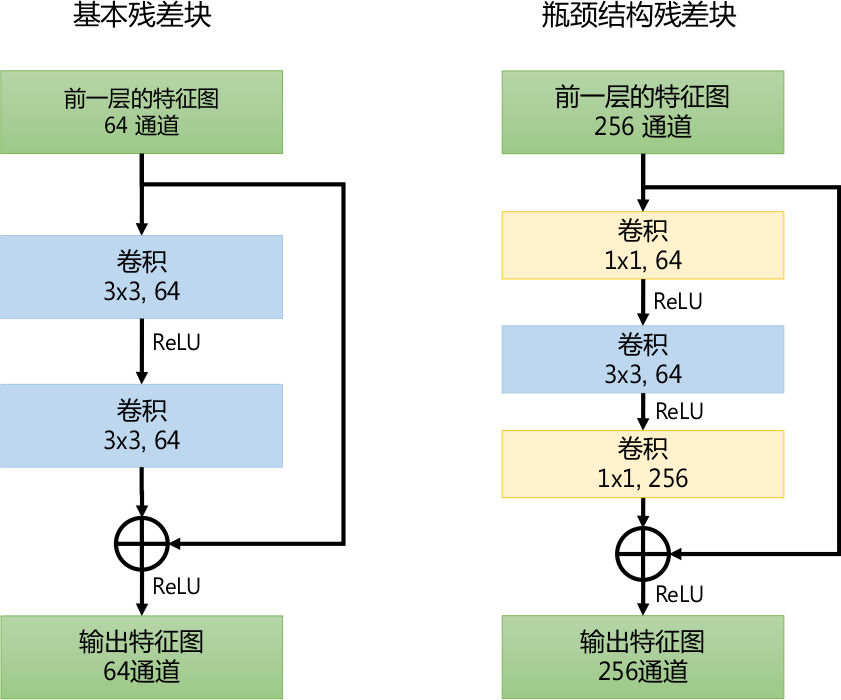 基本残差块
前一层的特征图
64 通道
卷积
3x3, 64
ReLU
卷积
3x3, 64
ReLU
输出特征图
64通道
瓶颈结构残差块
前一层的特征图
256 通道
卷积
1x1, 64
ReLU
卷积
3x3, 64
ReLU
卷积
1x1, 256
ReLU
输出特征图
256通道